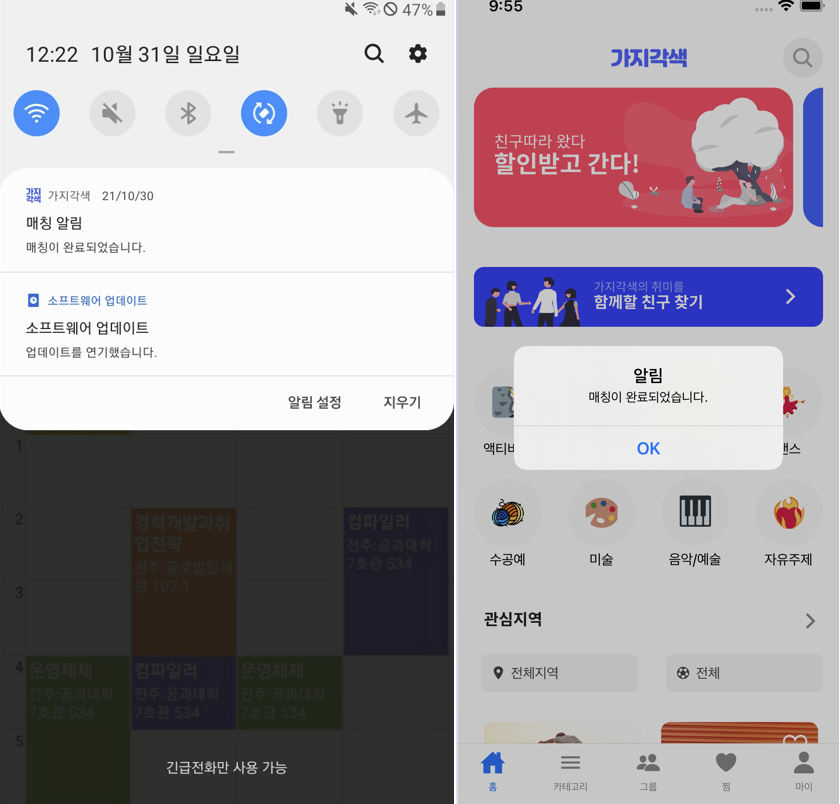 47%
12:22 10월 31일 일요일
가지각색 가지각색 21/10/30
매칭 알림
매칭이 완료되었습니다.
소프트웨어 업데이트
소프트웨어 업데이트
업데이트를 연기했습니다.
알림 설정 지우기
1
2
3
4
5
경력개발과취
업전략
전주:글로벌인재
관 107-1
컴파일러
전주:공과대학
7호관 534
운영체제
전주:공과대학
7호관 534
컴파일러
전주:공과대학
7호관 534
운영체제
전주:공과대학
7호관 534
긴급전화만 사용 가능
9:55
가지각색
친구따라 왔다
할인받고 간다!
가지각색의 취미를
함께할 친구 찾기
알림
매칭이 완료되었습니다.
OK
수공예
미술
음악/예술
자유주제
관심지역
전체지역
전체
홈
카테고리
그룹
찜
마이